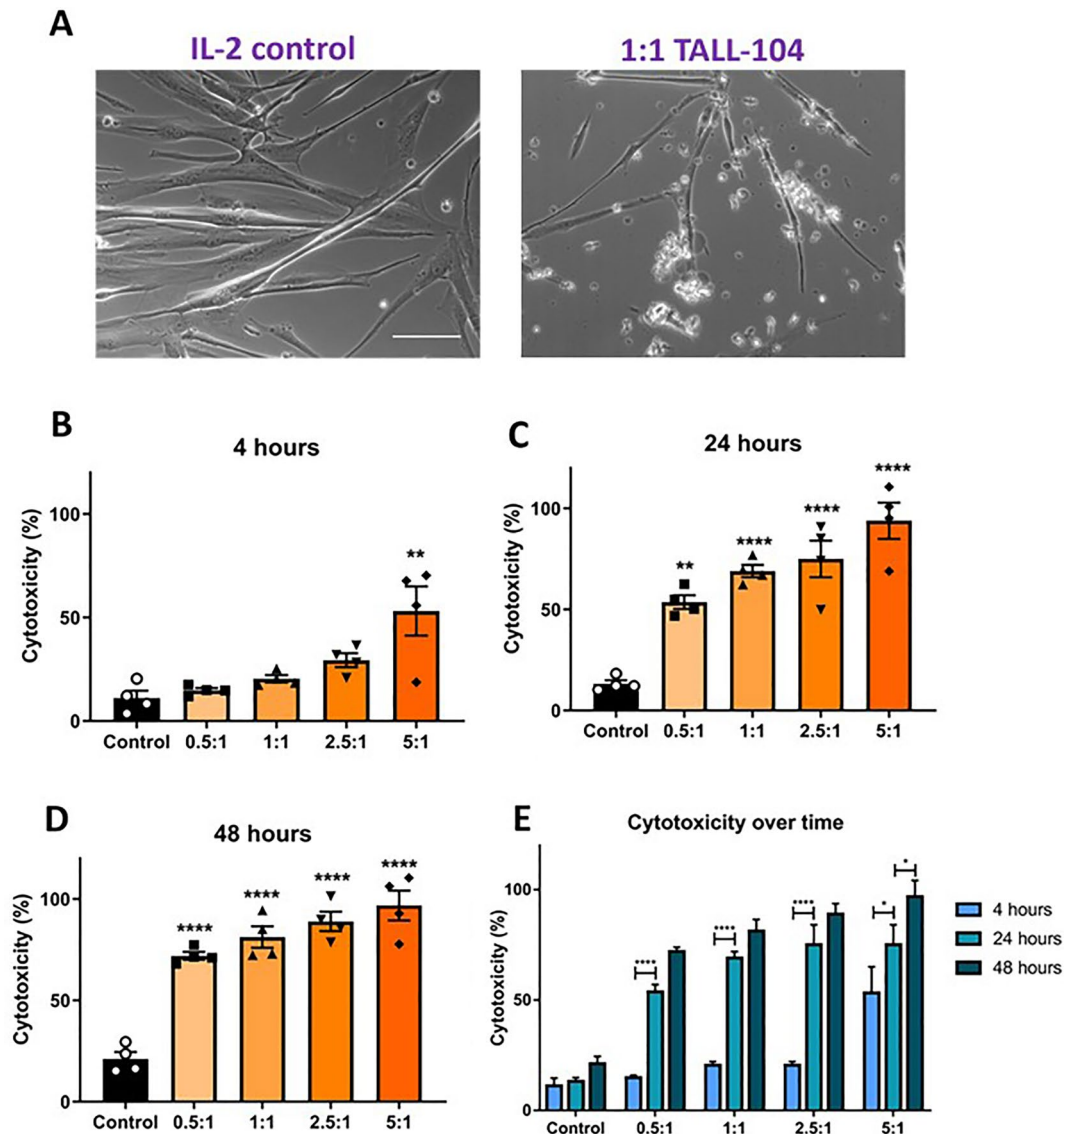 A
IL-2 control
1:1 TALL-104
B
4 hours
Cytotoxicity (%)
100
50
0
**
Control 0.5:1 1:1 2.5:1 5:1
C
24 hours
Cytotoxicity (%)
100
50
0
** **** **** ****
Control 0.5:1 1:1 2.5:1 5:1
D
48 hours
Cytotoxicity (%)
100
50
0
**** **** **** ****
Control 0.5:1 1:1 2.5:1 5:1
E
Cytotoxicity over time
Cytotoxicity (%)
100
50
0
**** **** **** * *
Control 0.5:1 1:1 2.5:1 5:1
4 hours
24 hours
48 hours